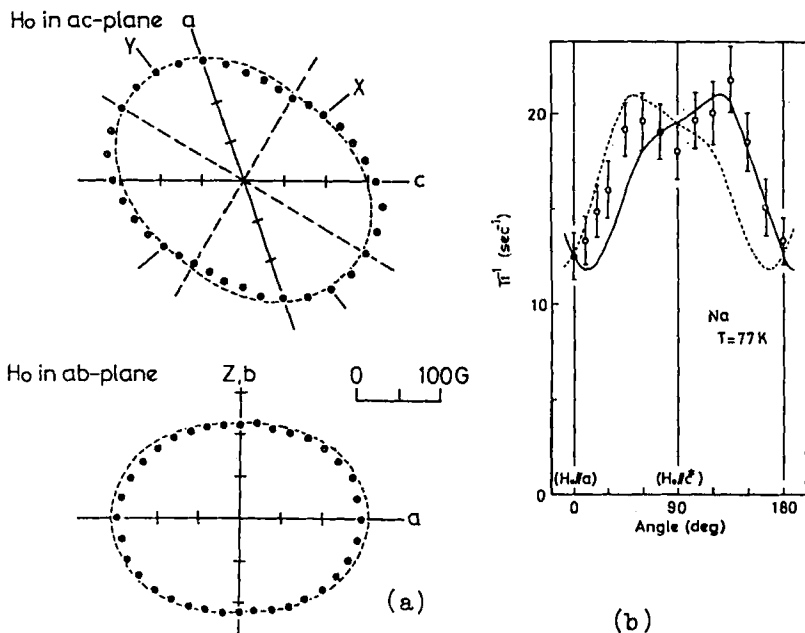 Ho in ac-plane
a
Y
X
c
Ho in ab-plane
Z,b
0 100G
a
(a)
20
10
0
T1⁻¹ (sec⁻¹)
Na
T=77K
(Ho//a)
(Ho//c*)
0 90 180
Angle (deg)
(b)